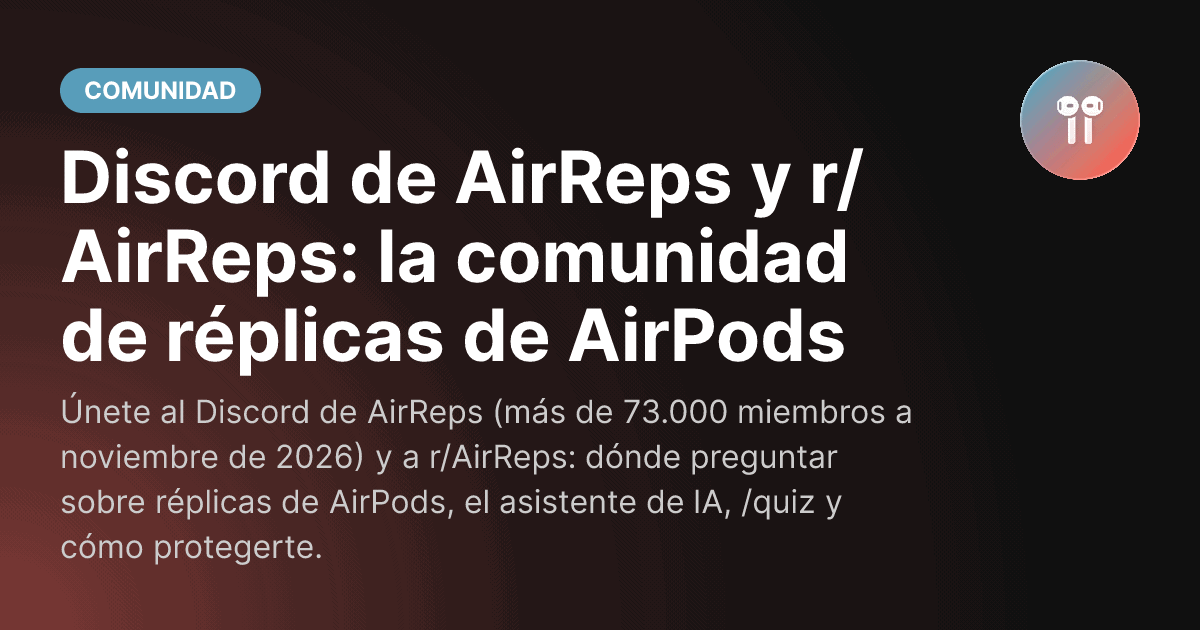 COMUNIDAD
Discord de AirReps y r/
AirReps: la comunidad
de réplicas de AirPods
Únete al Discord de AirReps (más de 73.000 miembros a
noviembre de 2026) y a r/AirReps: dónde preguntar
sobre réplicas de AirPods, el asistente de IA, /quiz y
cómo protegerte.